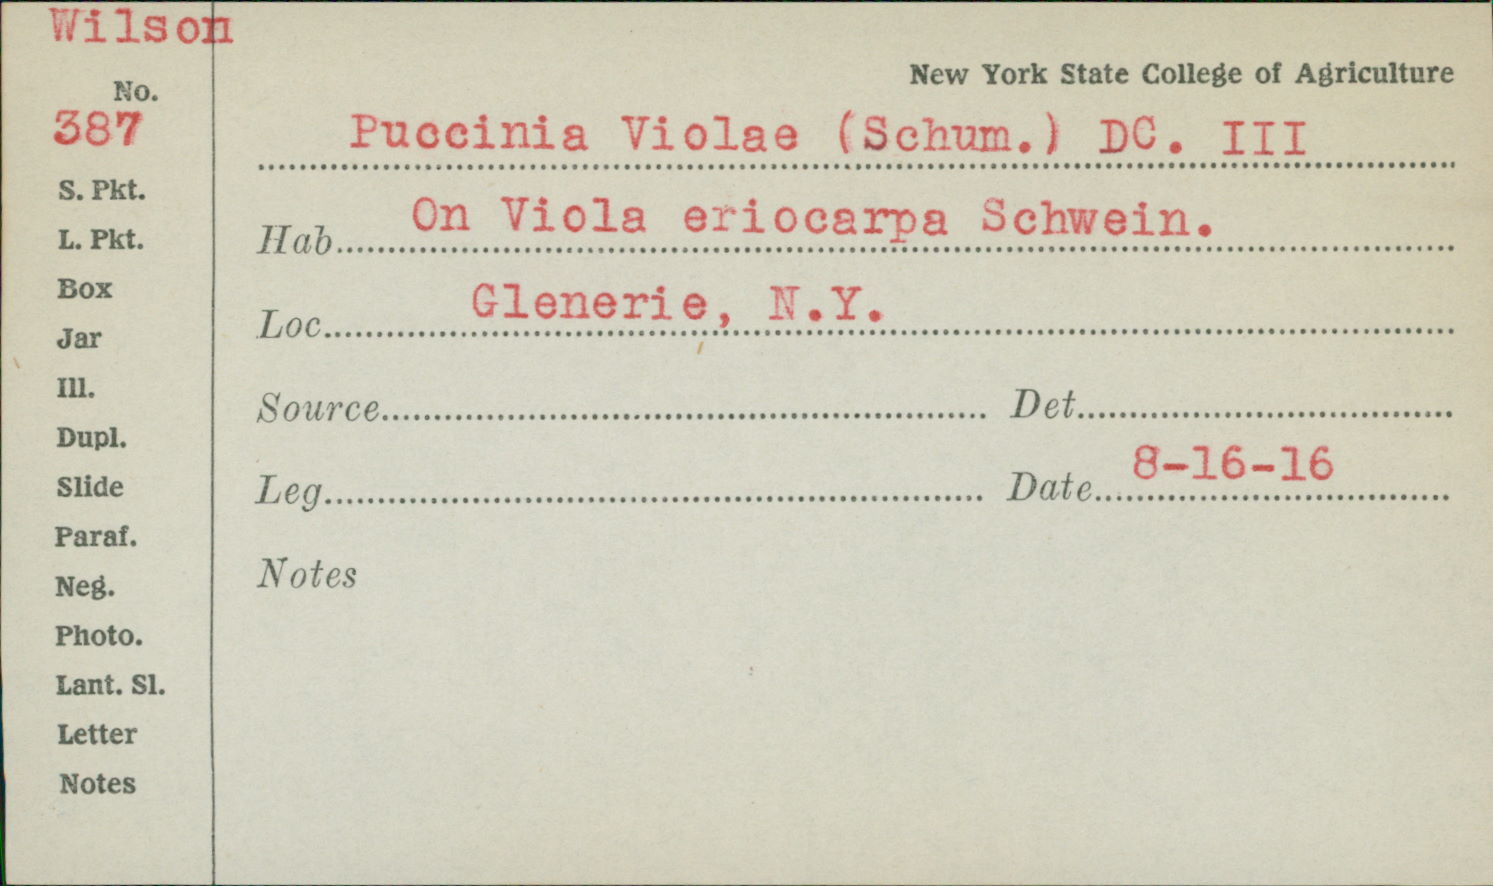 Wilson
New York State College of Agriculture
No.
387
Puccinia Violae (Schum.) DC. III
S. Pkt.
Hab. On Viola eriocarpa Schwein.
L. Pkt.
Box
Loc. Glenerie, N.Y.
Jar
Ill.
Source Det.
Dupl.
Slide
Leg. Date 8-16-16
Paraf.
Neg.
Notes
Photo.
Lant. Sl.
Letter
Notes